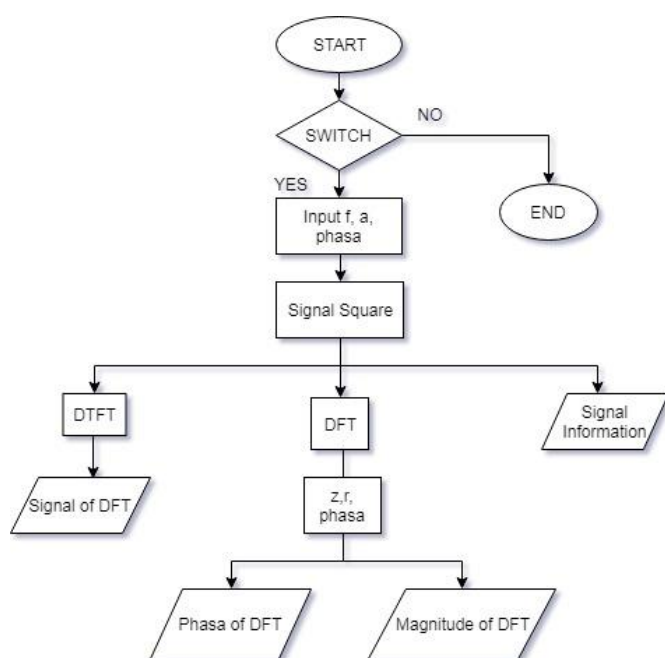 START
SWITCH
NO
YES
Input f, a,
phasa
END
Signal Square
DTFT
DFT
Signal
Information
Signal of DFT
z,r,
phasa
Phasa of DFT
Magnitude of DFT